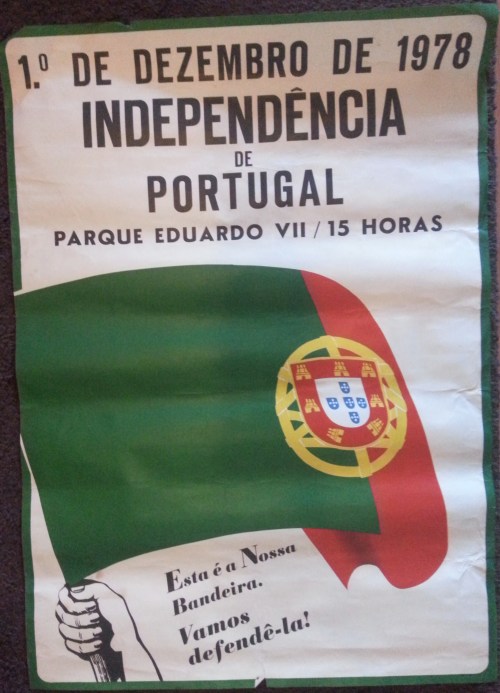 1.º DE DEZEMBRO DE 1978
INDEPENDÊNCIA
DE
PORTUGAL
PARQUE EDUARDO VII / 15 HORAS
Esta é a Nossa
Bandeira.
Vamos
defendê-la!